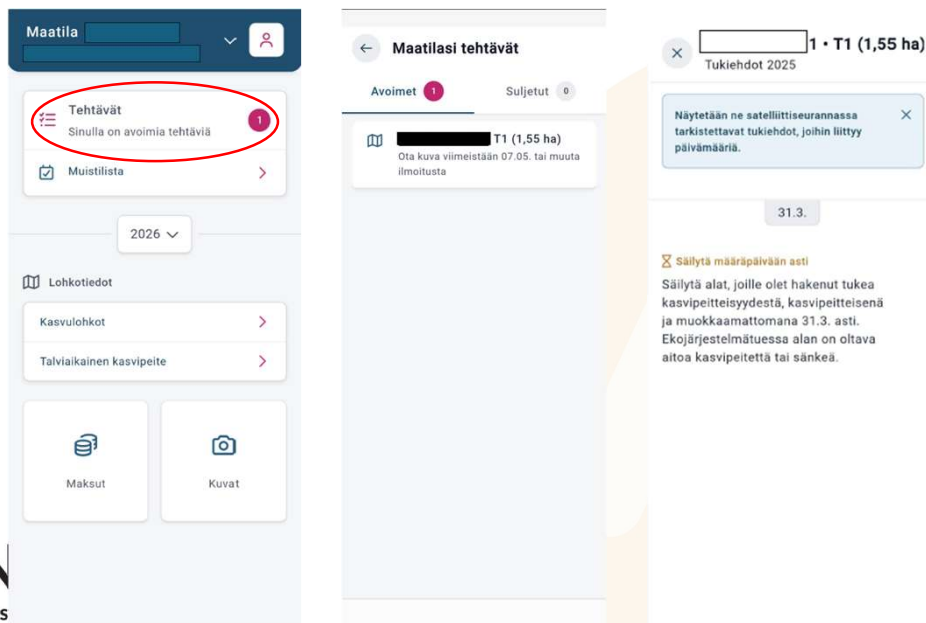 Maatila
Tehtävät
Sinulla on avoimia tehtäviä
1
Muistilista
2026
Lohkotiedot
Kasvulohkot
Talviaikainen kasvipeite
Maksut
Kuvat
N
s
Maatilasi tehtävät
Avoimet 1
Suljetut 0
T1 (1,55 ha)
Ota kuva viimeistään 07.05. tai muuta
ilmoitusta
1 • T1 (1,55 ha)
Tukiehdot 2025
Näytetään ne satelliittiseurannassa
tarkistettavat tukiehdot, joihin liittyy
päivämääriä.
31.3.
Säilytä määräpäivään asti
Säilytä alat, joille olet hakenut tukea
kasvipeitteisyydestä, kasvipeitteisenä
ja muokkaamattomana 31.3. asti.
Ekojärjestelmätuessa alan on oltava
aitoa kasvipeitettä tai sänkeä.